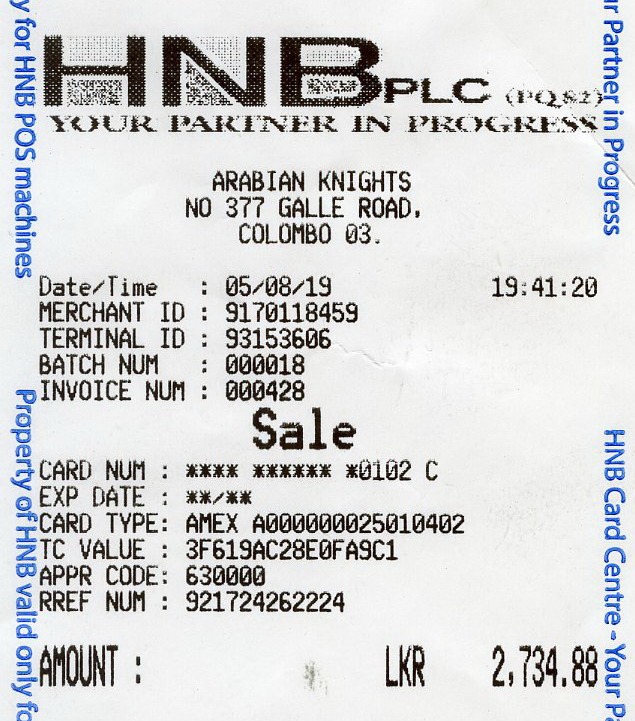 HNB PLC (PQ82)
YOUR PARTNER IN PROGRESS
ARABIAN KNIGHTS
NO 377 GALLE ROAD,
COLOMBO 03.
Date/Time : 05/08/19 19:41:20
MERCHANT ID : 9170118459
TERMINAL ID : 93153606
BATCH NUM : 000018
INVOICE NUM : 000428
Sale
CARD NUM : **** ****** *0102 C
EXP DATE : **/**
CARD TYPE: AMEX A000000025010402
TC VALUE : 3F619AC28E0FA9C1
APPR CODE: 630000
RREF NUM : 921724262224
AMOUNT : LKR 2,734.88
y for HNB POS machines
Property of HNB valid only fo
ur Partner in Progress
HNB Card Centre - Your Pa